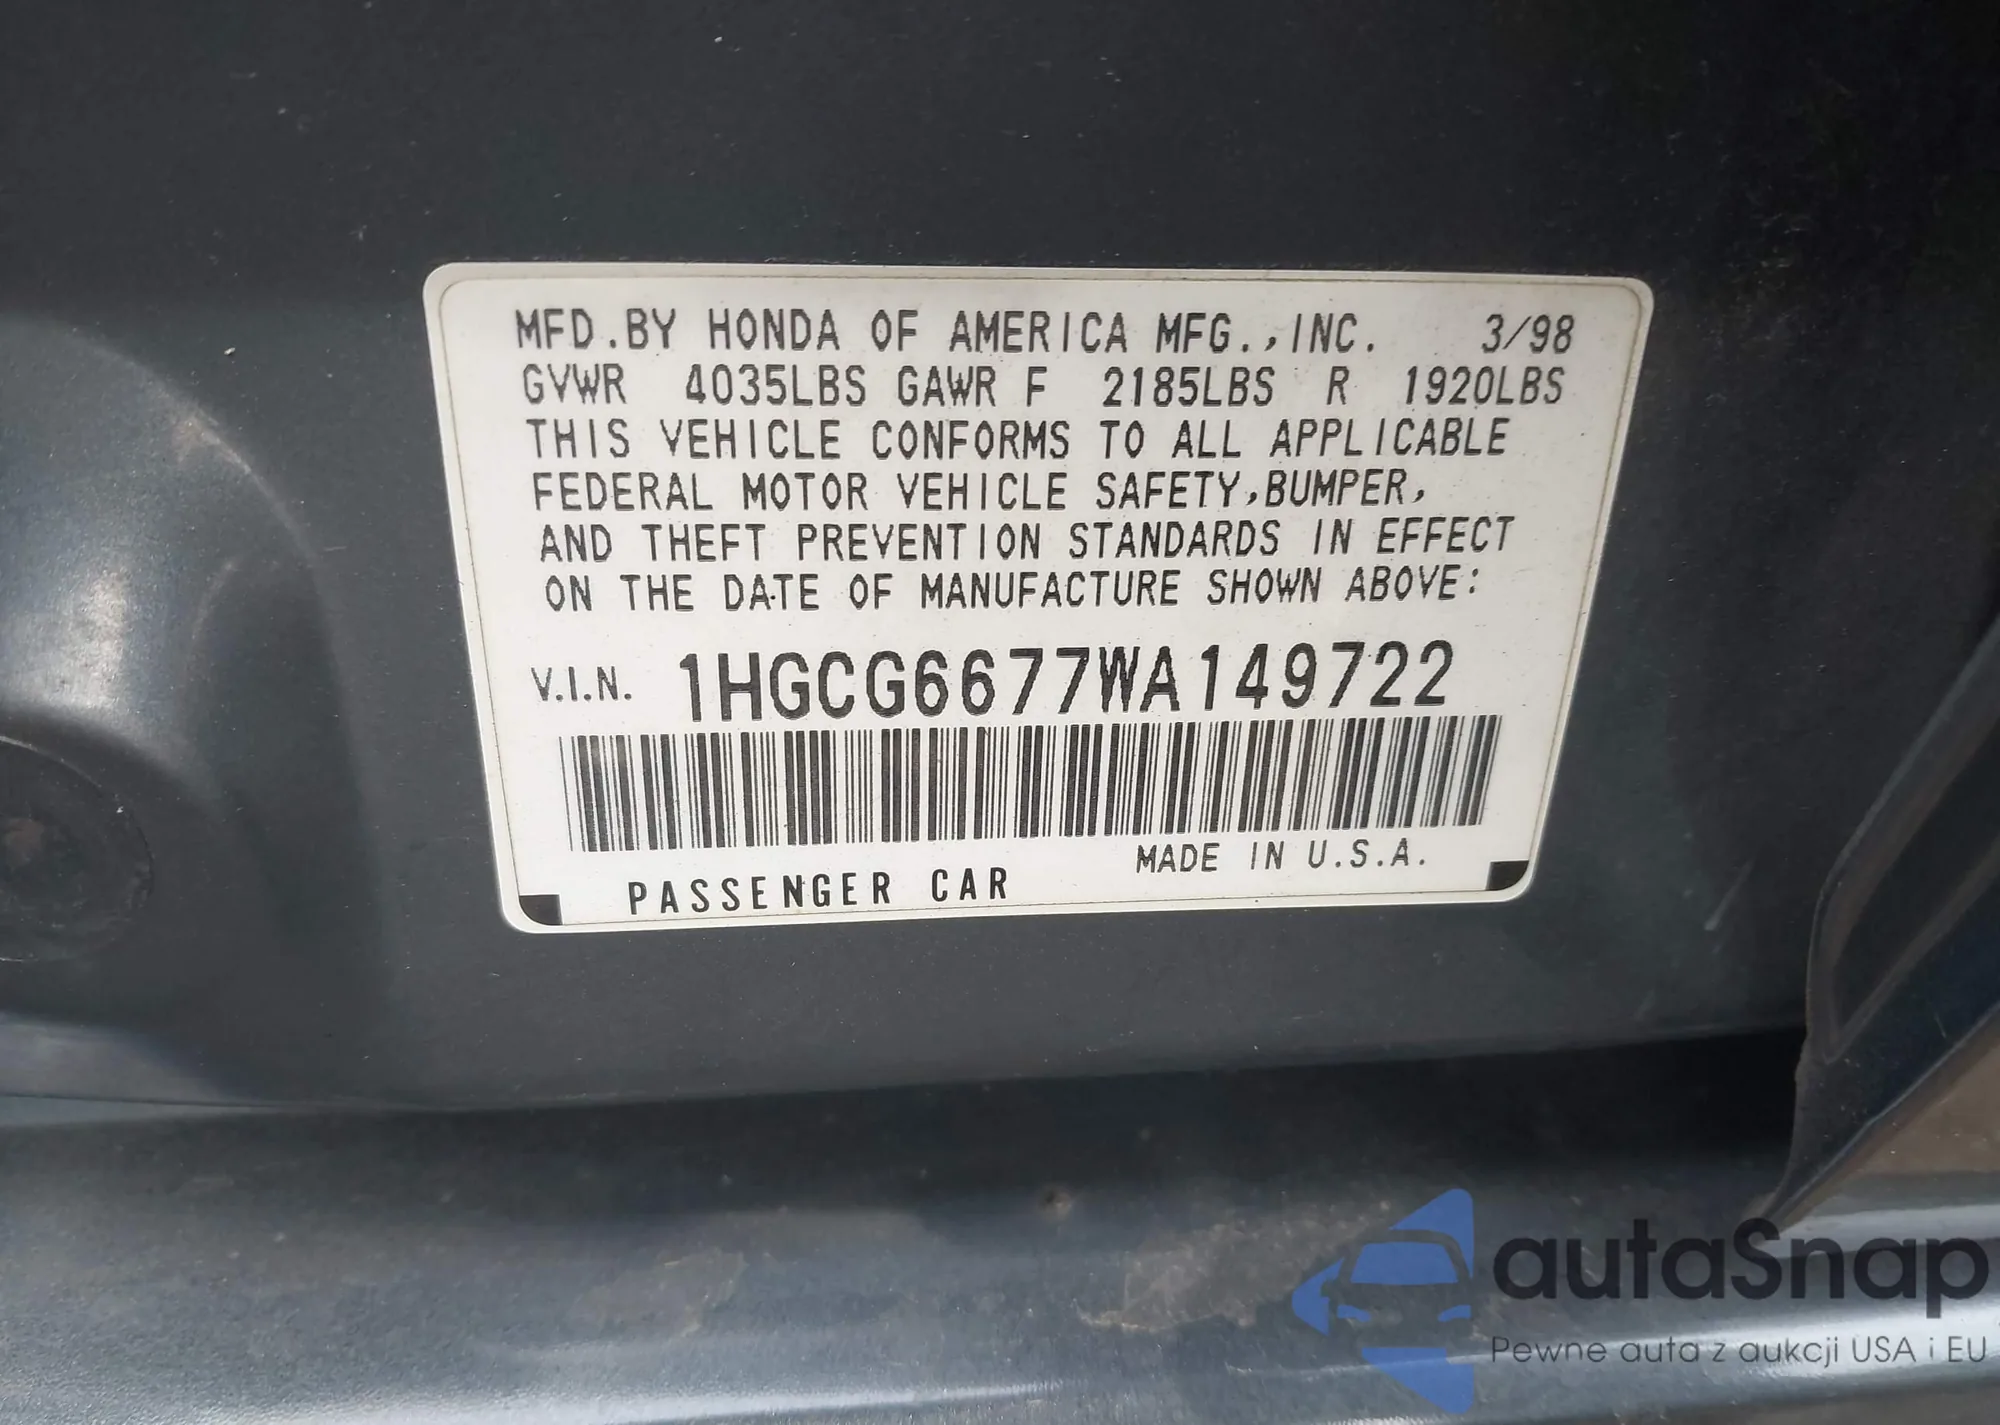 MFD.BY HONDA OF AMERICA MFG.,INC. 3/98
GVWR 4035LBS GAWR F 2185LBS R 1920LBS
THIS VEHICLE CONFORMS TO ALL APPLICABLE
FEDERAL MOTOR VEHICLE SAFETY,BUMPER,
AND THEFT PREVENTION STANDARDS IN EFFECT
ON THE DATE OF MANUFACTURE SHOWN ABOVE:
V.I.N. 1HGCG6677WA149722
MADE IN U.S.A.
PASSENGER CAR
autaSnap
Pewne auta z aukcji USA i EU